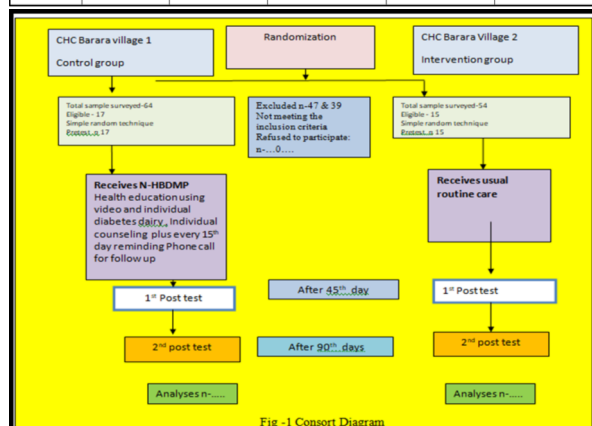 CHC Barara village 1
Control group
Randomization
CHC Barara Village 2
Intervention group
Total sample surveyed-64
Eligible - 17
Simple random technique
Pretest n 17
Excluded n-47 & 39
Not meeting the
inclusion criteria
Refused to participate:
n-...0....
Total sample surveyed-54
Eligible - 15
Simple random technique
Pretest n 15
Receives N-HBDMP
Health education using
video and individual
diabetes dairy , Individual
counseling plus every 15th
day reminding Phone call
for follow up
Receives usual
routine care
1st Post test
After 45th day
1st Post test
2nd post test
After 90th days
2nd post test
Analyses n-.....
Analyses n-.....
Fig -1 Consort Diagram